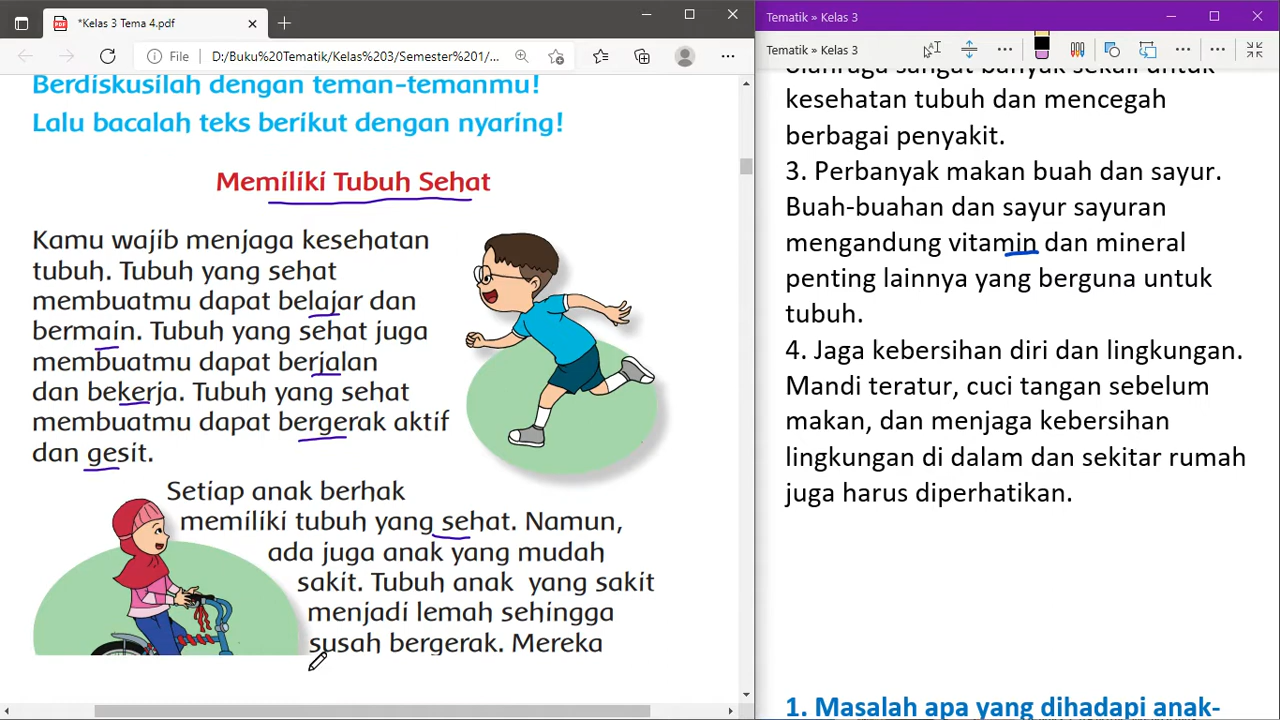 *Kelas 3 Tema 4.pdf
File
D:/Buku%20Tematik/Kelas%203/Semester%201/...
Berdiskusilah dengan teman-temanmu!
Lalu bacalah teks berikut dengan nyaring!
Memiliki Tubuh Sehat
Kamu wajib menjaga kesehatan
tubuh. Tubuh yang sehat
membuatmu dapat belajar dan
bermain. Tubuh yang sehat juga
membuatmu dapat berjalan
dan bekerja. Tubuh yang sehat
membuatmu dapat bergerak aktif
dan gesit.
Setiap anak berhak
memiliki tubuh yang sehat. Namun,
ada juga anak yang mudah
sakit. Tubuh anak yang sakit
menjadi lemah sehingga
susah bergerak. Mereka
Tematik » Kelas 3
Tematik » Kelas 3
Olahraga sangat banyak sekali untuk
kesehatan tubuh dan mencegah
berbagai penyakit.
3. Perbanyak makan buah dan sayur.
Buah-buahan dan sayur sayuran
mengandung vitamin dan mineral
penting lainnya yang berguna untuk
tubuh.
4. Jaga kebersihan diri dan lingkungan.
Mandi teratur, cuci tangan sebelum
makan, dan menjaga kebersihan
lingkungan di dalam dan sekitar rumah
juga harus diperhatikan.
1. Masalah apa yang dihadapi anak-